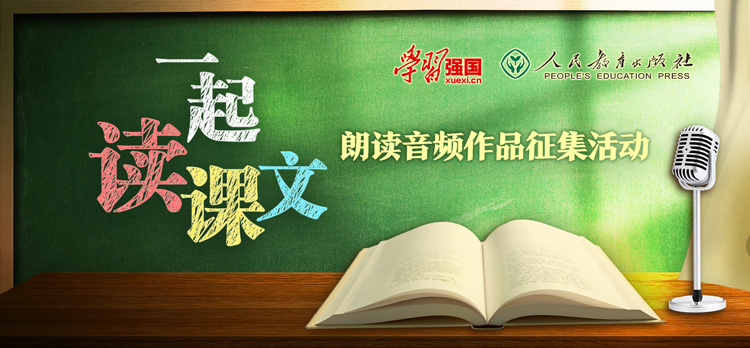 一起
读课文
学习强国
xuexi.cn
人民教育出版社
PEOPLE'S EDUCATION PRESS
朗读音频作品征集活动